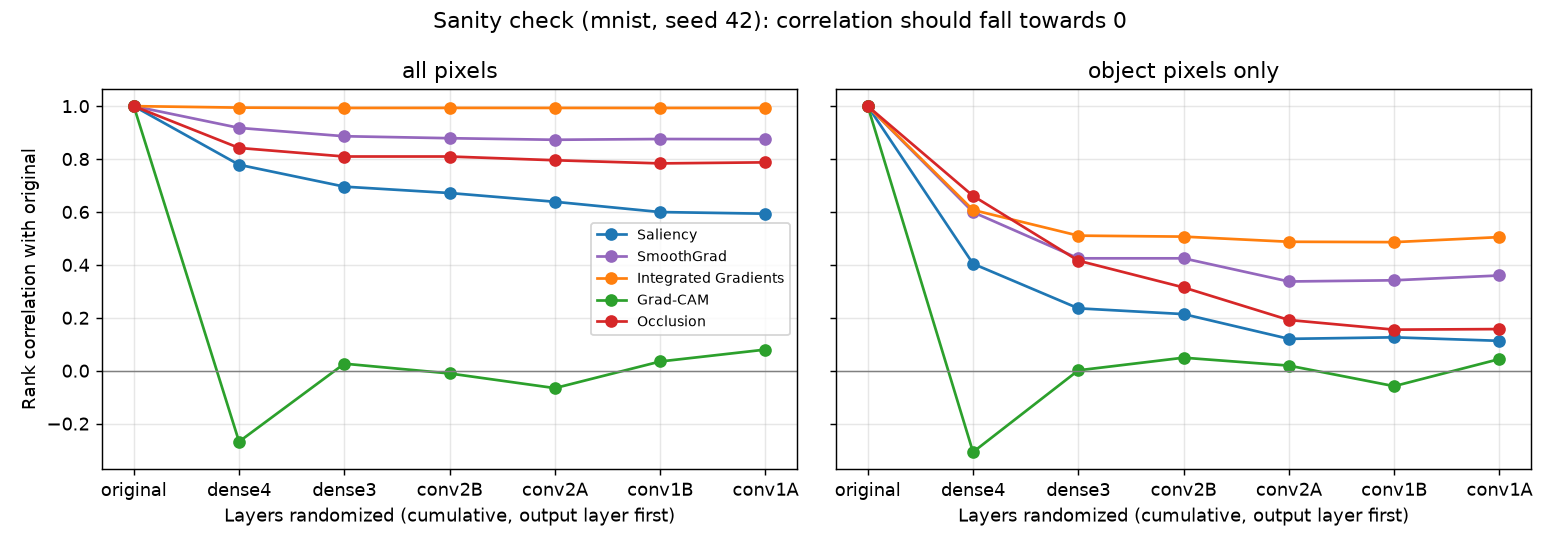 Sanity check (mnist, seed 42): correlation should fall towards 0
all pixels
object pixels only
Rank correlation with original
1.0
0.8
0.6
0.4
0.2
0.0
−0.2
Saliency
SmoothGrad
Integrated Gradients
Grad-CAM
Occlusion
original dense4 dense3 conv2B conv2A conv1B conv1A
Layers randomized (cumulative, output layer first)
original dense4 dense3 conv2B conv2A conv1B conv1A
Layers randomized (cumulative, output layer first)